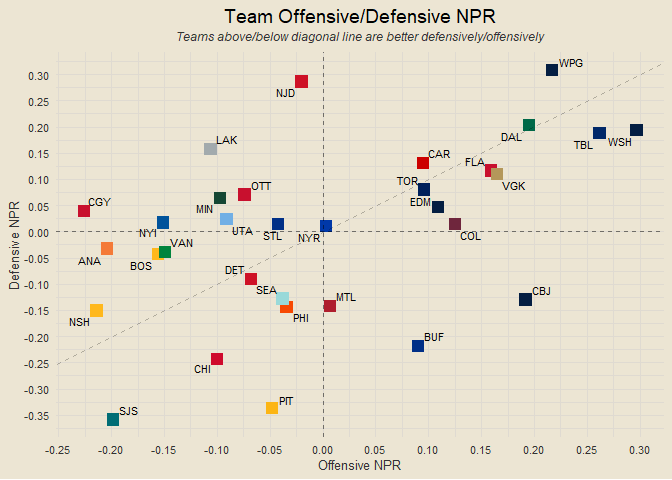 Team Offensive/Defensive NPR
Teams above/below diagonal line are better defensively/offensively
WPG
0.30
NJD
0.25
0.20
DAL
TBL
WSH
LAK
0.15
CAR
FLA
0.10
OTT
TOR
VGK
CGY
MIN
EDM
0.05
NYI
UTA
STL
NYR
COL
0.00
VAN
ANA
BOS
-0.05
DET
SEA
MTL
CBJ
-0.10
-0.15
NSH
PHI
-0.20
BUF
CHI
-0.25
-0.30
PIT
SJS
-0.35
Defensive NPR
-0.25 -0.20 -0.15 -0.10 -0.05 0.00 0.05 0.10 0.15 0.20 0.25 0.30
Offensive NPR